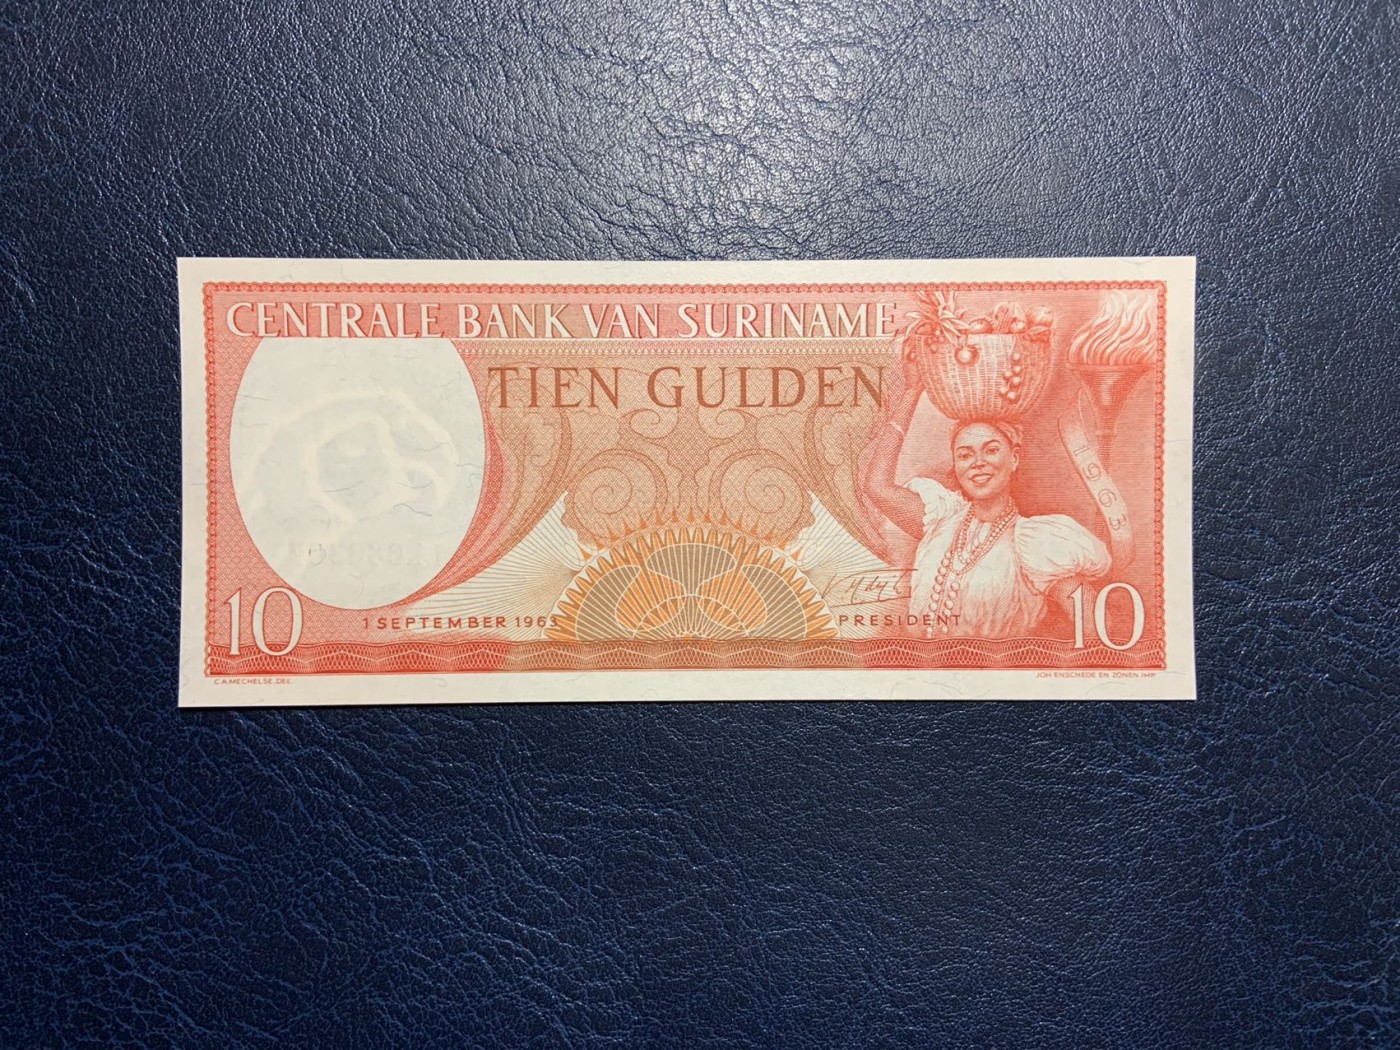 CENTRALE BANK VAN SURINAME
TIEN GULDEN
1963
10
1 SEPTEMBER 1963
PRESIDENT
10
C.A.MECHELSE.DEL.
JOH.ENSCHEDÉ EN ZONEN IMP.